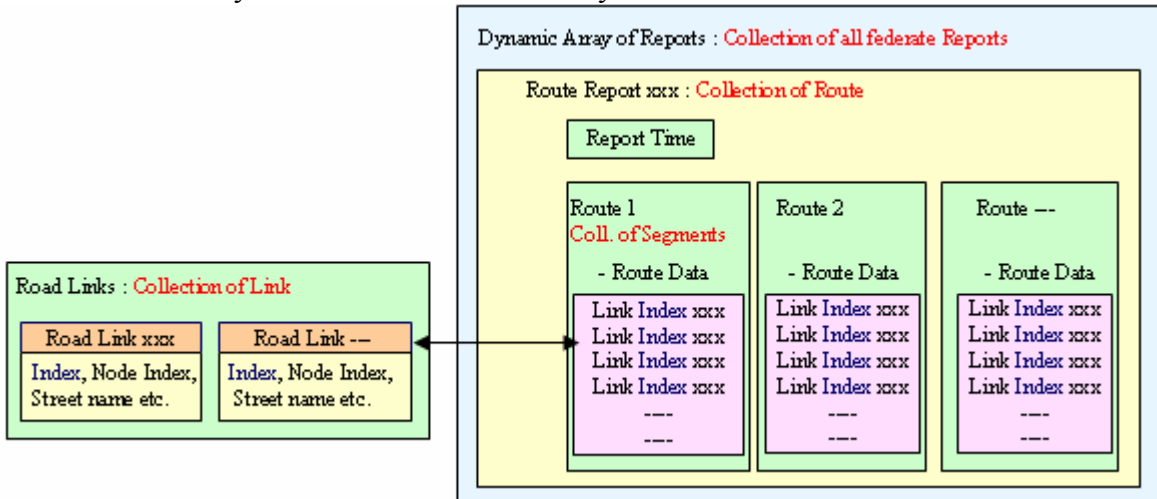 Dynamic Array of Reports : Collection of all federate Reports
Route Report xxx : Collection of Route
Report Time
Route 1
Coll. of Segments
- Route Data
Link Index xxx
Link Index xxx
Link Index xxx
Link Index xxx
----
----
Route 2
- Route Data
Link Index xxx
Link Index xxx
Link Index xxx
Link Index xxx
----
----
Route ---
- Route Data
Link Index xxx
Link Index xxx
Link Index xxx
Link Index xxx
----
----
Road Links : Collection of Link
Road Link xxx
Index, Node Index,
Street name etc.
Road Link ---
Index, Node Index,
Street name etc.